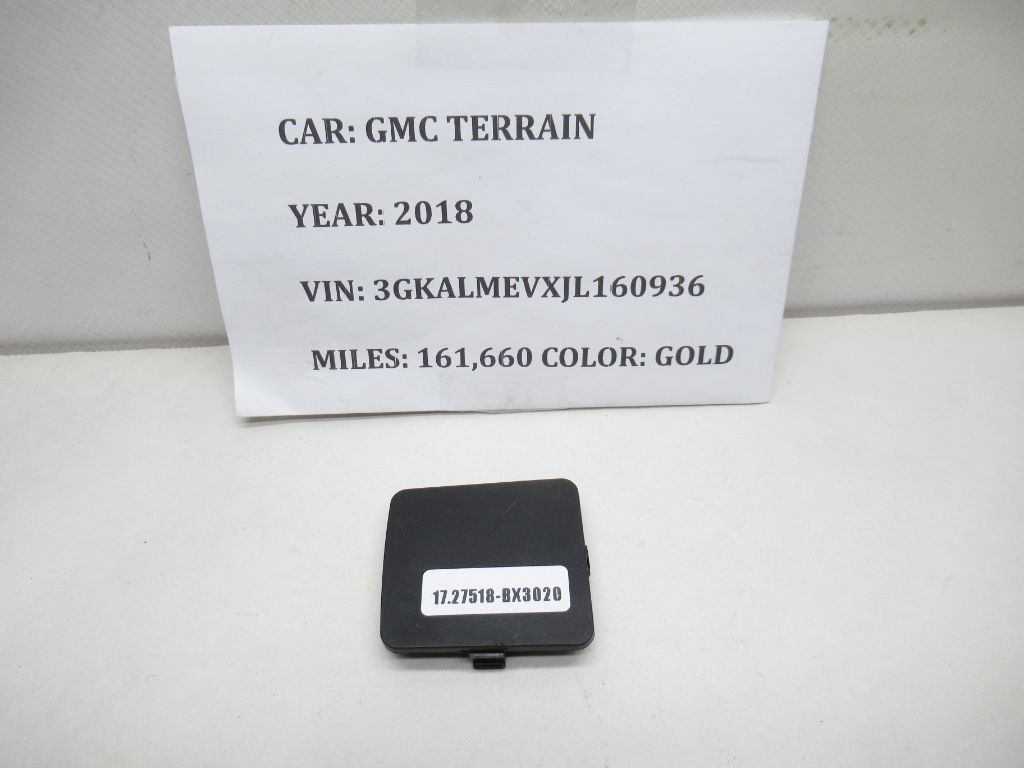 CAR: GMC TERRAIN
YEAR: 2018
VIN: 3GKALMEVXJL160936
MILES: 161,660 COLOR: GOLD
17.27518-BX3020